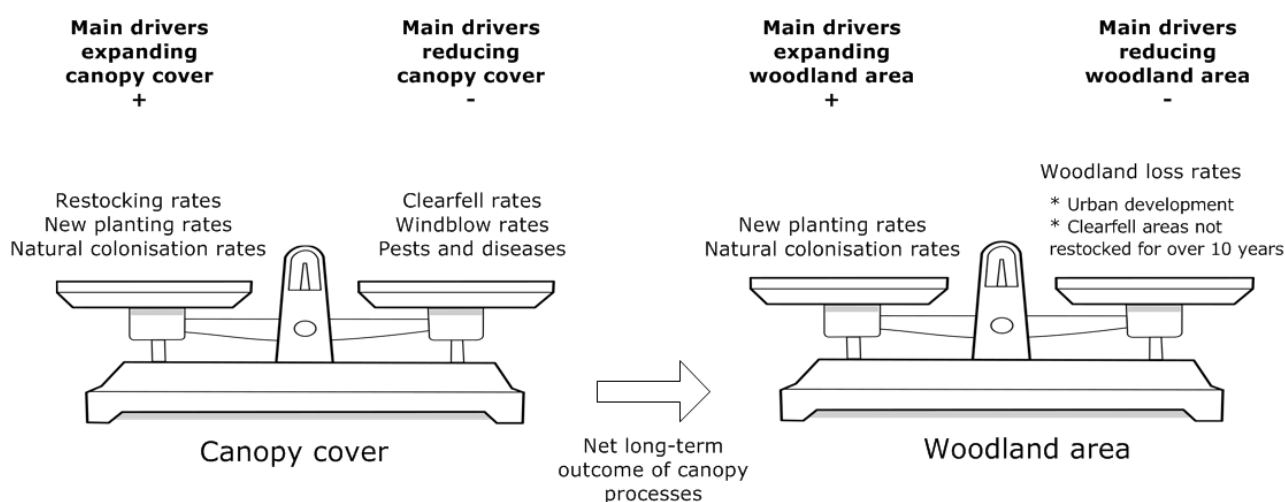 Main drivers
expanding
canopy cover
+
Main drivers
reducing
canopy cover
-
Main drivers
expanding
woodland area
+
Main drivers
reducing
woodland area
-
Restocking rates
New planting rates
Natural colonisation rates
Clearfell rates
Windblow rates
Pests and diseases
New planting rates
Natural colonisation rates
Woodland loss rates
* Urban development
* Clearfell areas not
restocked for over 10 years
Canopy cover
Net long-term
outcome of canopy
processes
Woodland area